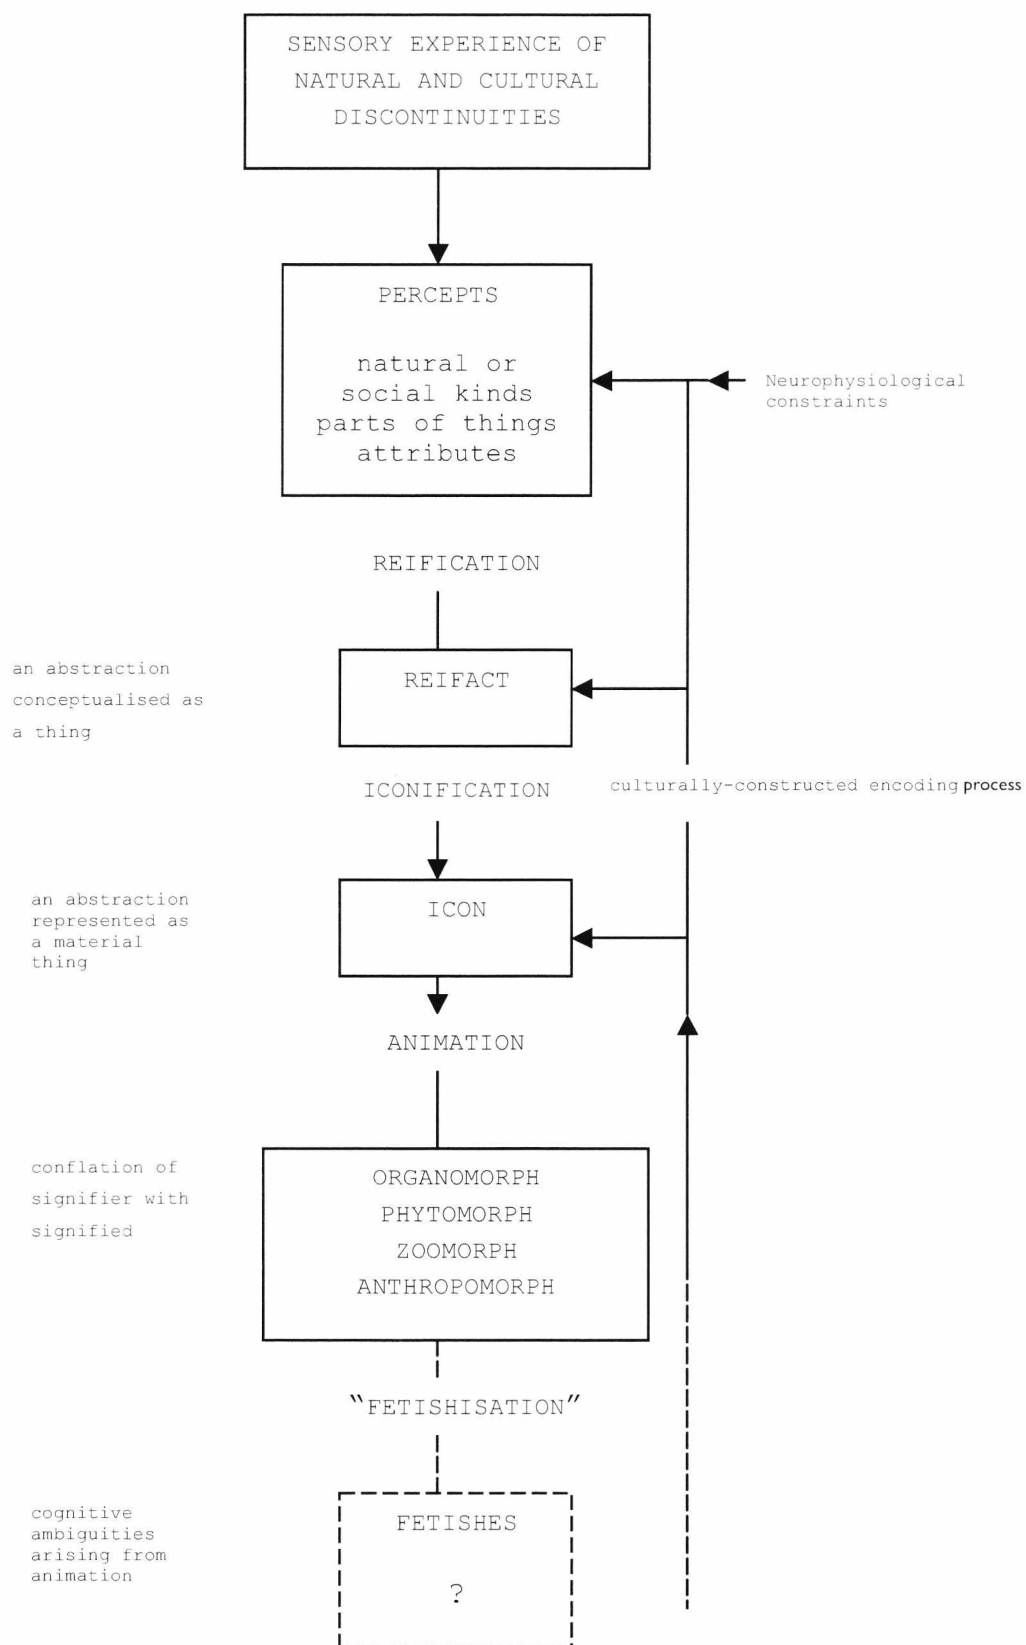 SENSORY EXPERIENCE OF
NATURAL AND CULTURAL
DISCONTINUITIES
PERCEPTS
natural or
social kinds
parts of things
attributes
Neurophysiological
constraints
REIFICATION
an abstraction
conceptualised as
a thing
REIFACT
ICONIFICATION
culturally-constructed encoding process
an abstraction
represented as
a material
thing
ICON
ANIMATION
conflation of
signifier with
signified
ORGANOMORPH
PHYTOMORPH
ZOOMORPH
ANTHROPOMORPH
“FETISHISATION”
cognitive
ambiguities
arising from
animation
FETISHES
?